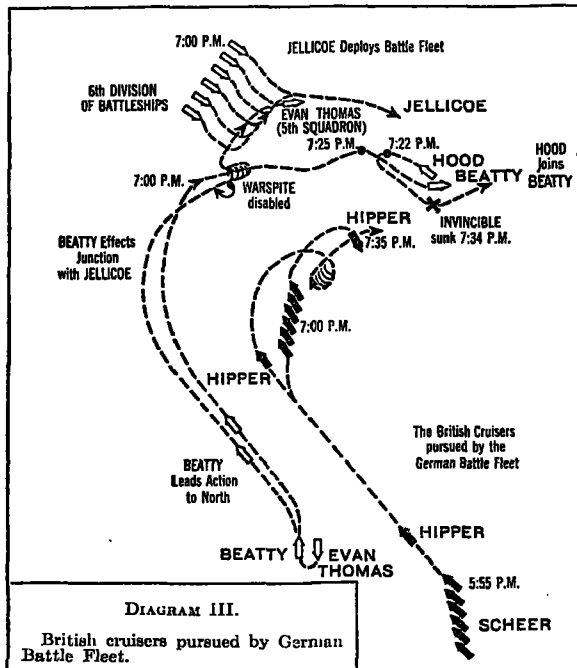 7:00 P.M.
JELLICOE Deploys Battle Fleet
6th DIVISION
OF BATTLESHIPS
EVAN THOMAS
(5th SQUADRON)
JELLICOE
7:25 P.M.
7:22 P.M.
HOOD
BEATTY
HOOD
Joins
BEATTY
7:00 P.M.
WARSPITE
disabled
INVINCIBLE
sunk 7:34 P.M.
HIPPER
7:35 P.M.
BEATTY Effects
Junction
with JELLICOE
7:00 P.M.
HIPPER
The British Cruisers
pursued by the
German Battle Fleet
BEATTY
Leads Action
to North
HIPPER
BEATTY
EVAN
THOMAS
5:55 P.M.
SCHEER
DIAGRAM III.
British cruisers pursued by German
Battle Fleet.